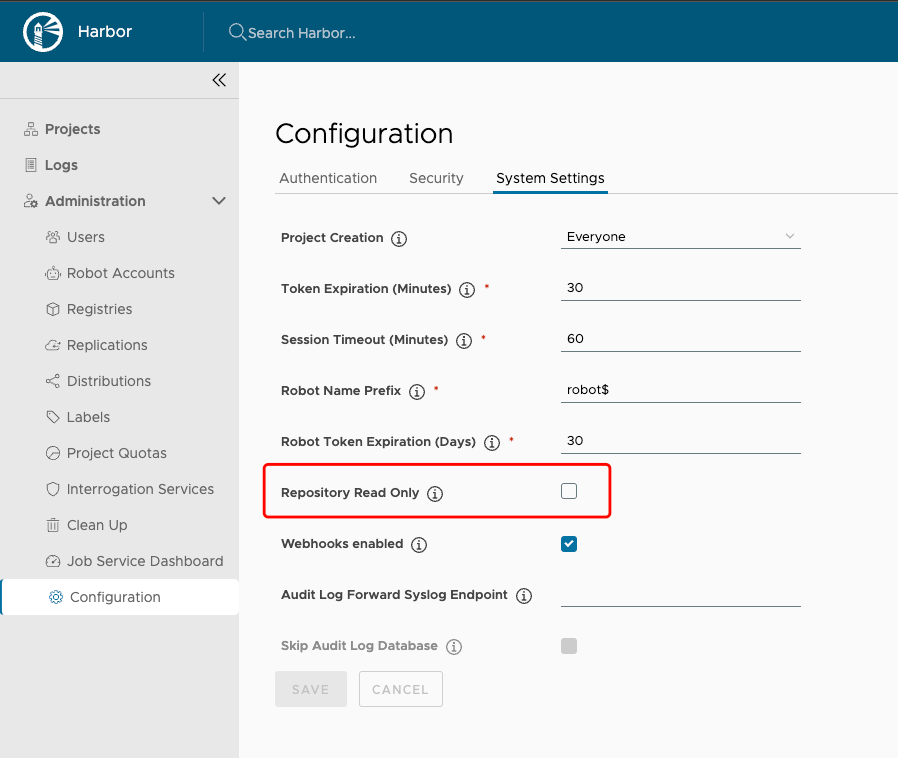 Harbor
Search Harbor...
Projects
Logs
Administration
Users
Robot Accounts
Registries
Replications
Distributions
Labels
Project Quotas
Interrogation Services
Clean Up
Job Service Dashboard
Configuration
Configuration
Authentication Security System Settings
Project Creation Everyone
Token Expiration (Minutes) * 30
Session Timeout (Minutes) * 60
Robot Name Prefix * robot$
Robot Token Expiration (Days) * 30
Repository Read Only
Webhooks enabled
Audit Log Forward Syslog Endpoint
Skip Audit Log Database
SAVE CANCEL